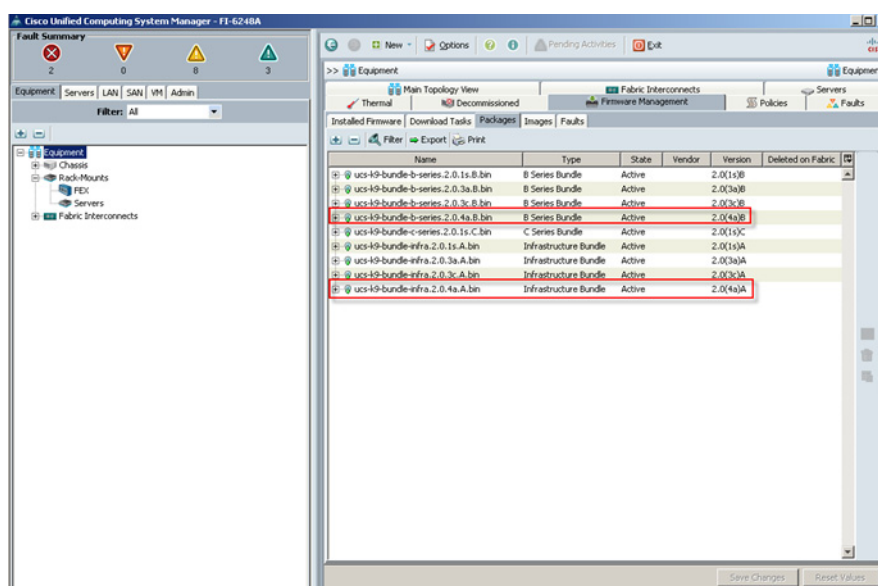 Cisco Unified Computing System Manager - FI-6248A
Fault Summary
2 0 8 3
Equipment Servers LAN SAN VM Admin
Filter: All
Equipment
Chassis
Rack-Mounts
FEX
Servers
Fabric Interconnects
New Options Pending Activities Exit
>> Equipment Equipmer
Main Topology View Fabric Interconnects Servers
Thermal Decommissioned Firmware Management Policies Faults
Installed Firmware Download Tasks Packages Images Faults
Filter Export Print
Name Type State Vendor Version Deleted on Fabric
ucs-k9-bundle-b-series.2.0.1s.B.bin B Series Bundle Active 2.0(1s)B
ucs-k9-bundle-b-series.2.0.3a.B.bin B Series Bundle Active 2.0(3a)B
ucs-k9-bundle-b-series.2.0.3c.B.bin B Series Bundle Active 2.0(3c)B
ucs-k9-bundle-b-series.2.0.4a.B.bin B Series Bundle Active 2.0(4a)B
ucs-k9-bundle-c-series.2.0.1s.C.bin C Series Bundle Active 2.0(1s)C
ucs-k9-bundle-infra.2.0.1s.A.bin Infrastructure Bundle Active 2.0(1s)A
ucs-k9-bundle-infra.2.0.3a.A.bin Infrastructure Bundle Active 2.0(3a)A
ucs-k9-bundle-infra.2.0.3c.A.bin Infrastructure Bundle Active 2.0(3c)A
ucs-k9-bundle-infra.2.0.4a.A.bin Infrastructure Bundle Active 2.0(4a)A
Save Changes Reset Values